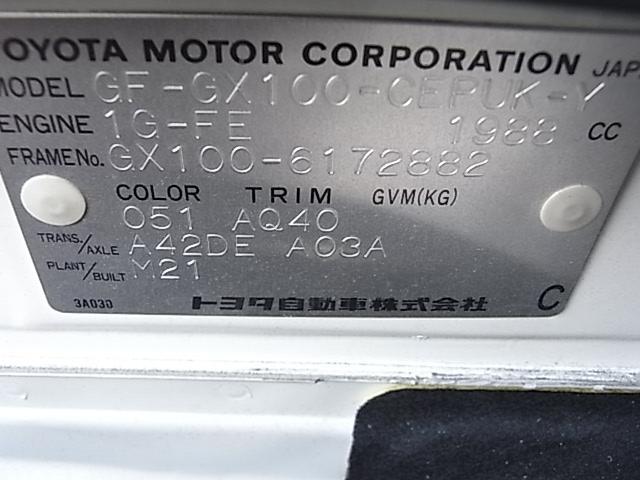 TOYOTA MOTOR CORPORATION JAP
MODEL GF-GX100-CEPUK-Y
ENGINE 1G-FE 1988 CC
FRAME No. GX100-6172882
COLOR TRIM GVM(KG)
051 AQ40
TRANS./AXLE A42DE A03A
PLANT/BUILT M21
3A030 トヨタ自動車株式会社 C